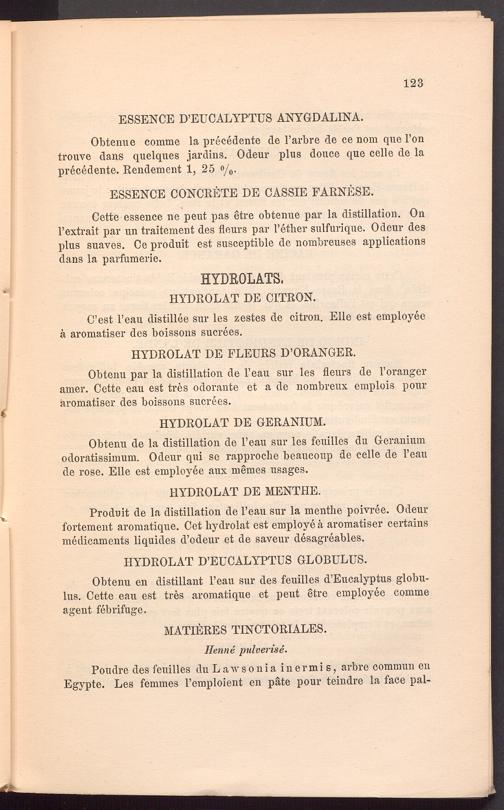 123
ESSENCE D'EUCALYPTUS ANYGDALINA.
Obtenue comme la précédente de l'arbre de ce nom que l'on
trouve dans quelques jardins. Odeur plus douce que celle de la
précédente. Rendement 1, 25 %.
ESSENCE CONCRÈTE DE CASSIE FARNÈSE.
Cette essence ne peut pas être obtenue par la distillation. On
l'extrait par un traitement des fleurs par l'éther sulfurique. Odeur des
plus suaves. Ce produit est susceptible de nombreuses applications
dans la parfumerie.
HYDROLATS.
HYDROLAT DE CITRON.
C'est l'eau distillée sur les zestes de citron. Elle est employée
à aromatiser des boissons sucrées.
HYDROLAT DE FLEURS D'ORANGER.
Obtenu par la distillation de l'eau sur les fleurs de l'oranger
amer. Cette eau est très odorante et a de nombreux emplois pour
aromatiser des boissons sucrées.
HYDROLAT DE GERANIUM.
Obtenu de la distillation de l'eau sur les feuilles du Geranium
odoratissimum. Odeur qui se rapproche beaucoup de celle de l'eau
de rose. Elle est employée aux mêmes usages.
HYDROLAT DE MENTHE.
Produit de la distillation de l'eau sur la menthe poivrée. Odeur
fortement aromatique. Cet hydrolat est employé à aromatiser certains
médicaments liquides d'odeur et de saveur désagréables.
HYDROLAT D'EUCALYPTUS GLOBULUS.
Obtenu en distillant l'eau sur des feuilles d'Eucalyptus globu-
lus. Cette eau est très aromatique et peut être employée comme
agent fébrifuge.
MATIÈRES TINCTORIALES.
Henné pulverisé.
Poudre des feuilles du Lawsonia inermis, arbre commun en
Egypte. Les femmes l'emploient en pâte pour teindre la face pal-